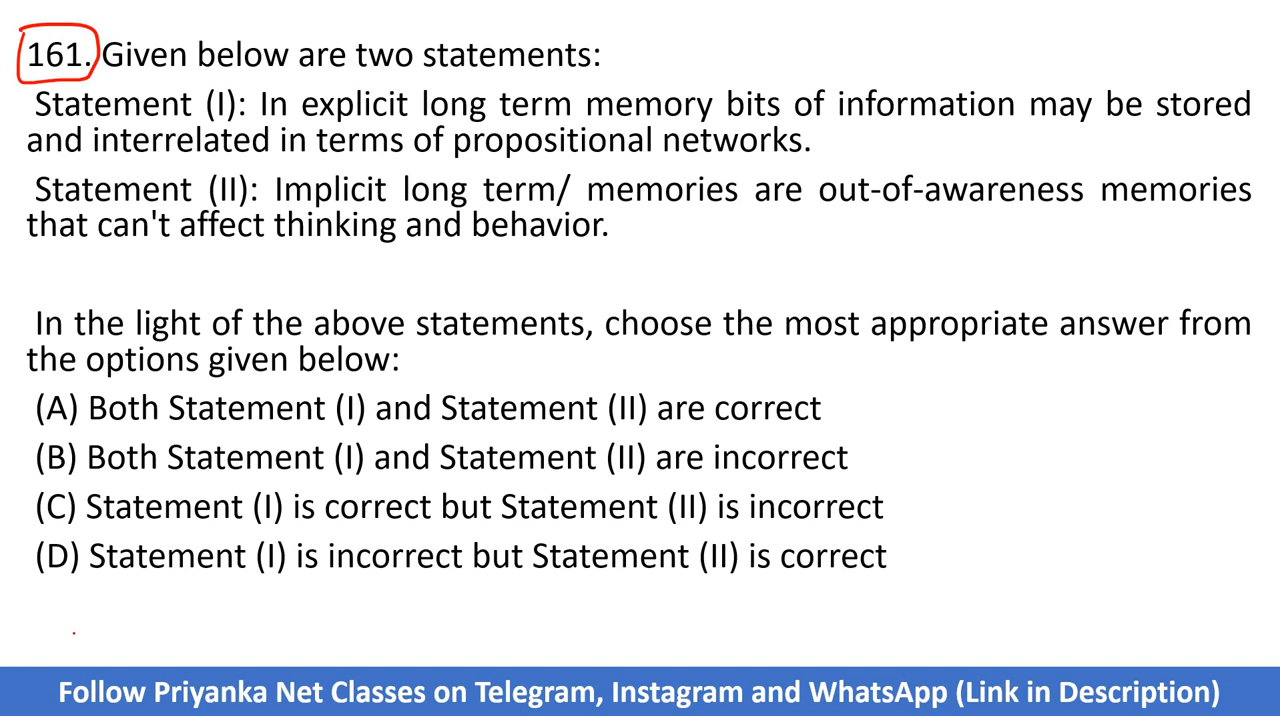 161. Given below are two statements:
Statement (I): In explicit long term memory bits of information may be stored
and interrelated in terms of propositional networks.
Statement (II): Implicit long term/ memories are out-of-awareness memories
that can't affect thinking and behavior.
In the light of the above statements, choose the most appropriate answer from
the options given below:
(A) Both Statement (I) and Statement (II) are correct
(B) Both Statement (I) and Statement (II) are incorrect
(C) Statement (I) is correct but Statement (II) is incorrect
(D) Statement (I) is incorrect but Statement (II) is correct
Follow Priyanka Net Classes on Telegram, Instagram and WhatsApp (Link in Description)